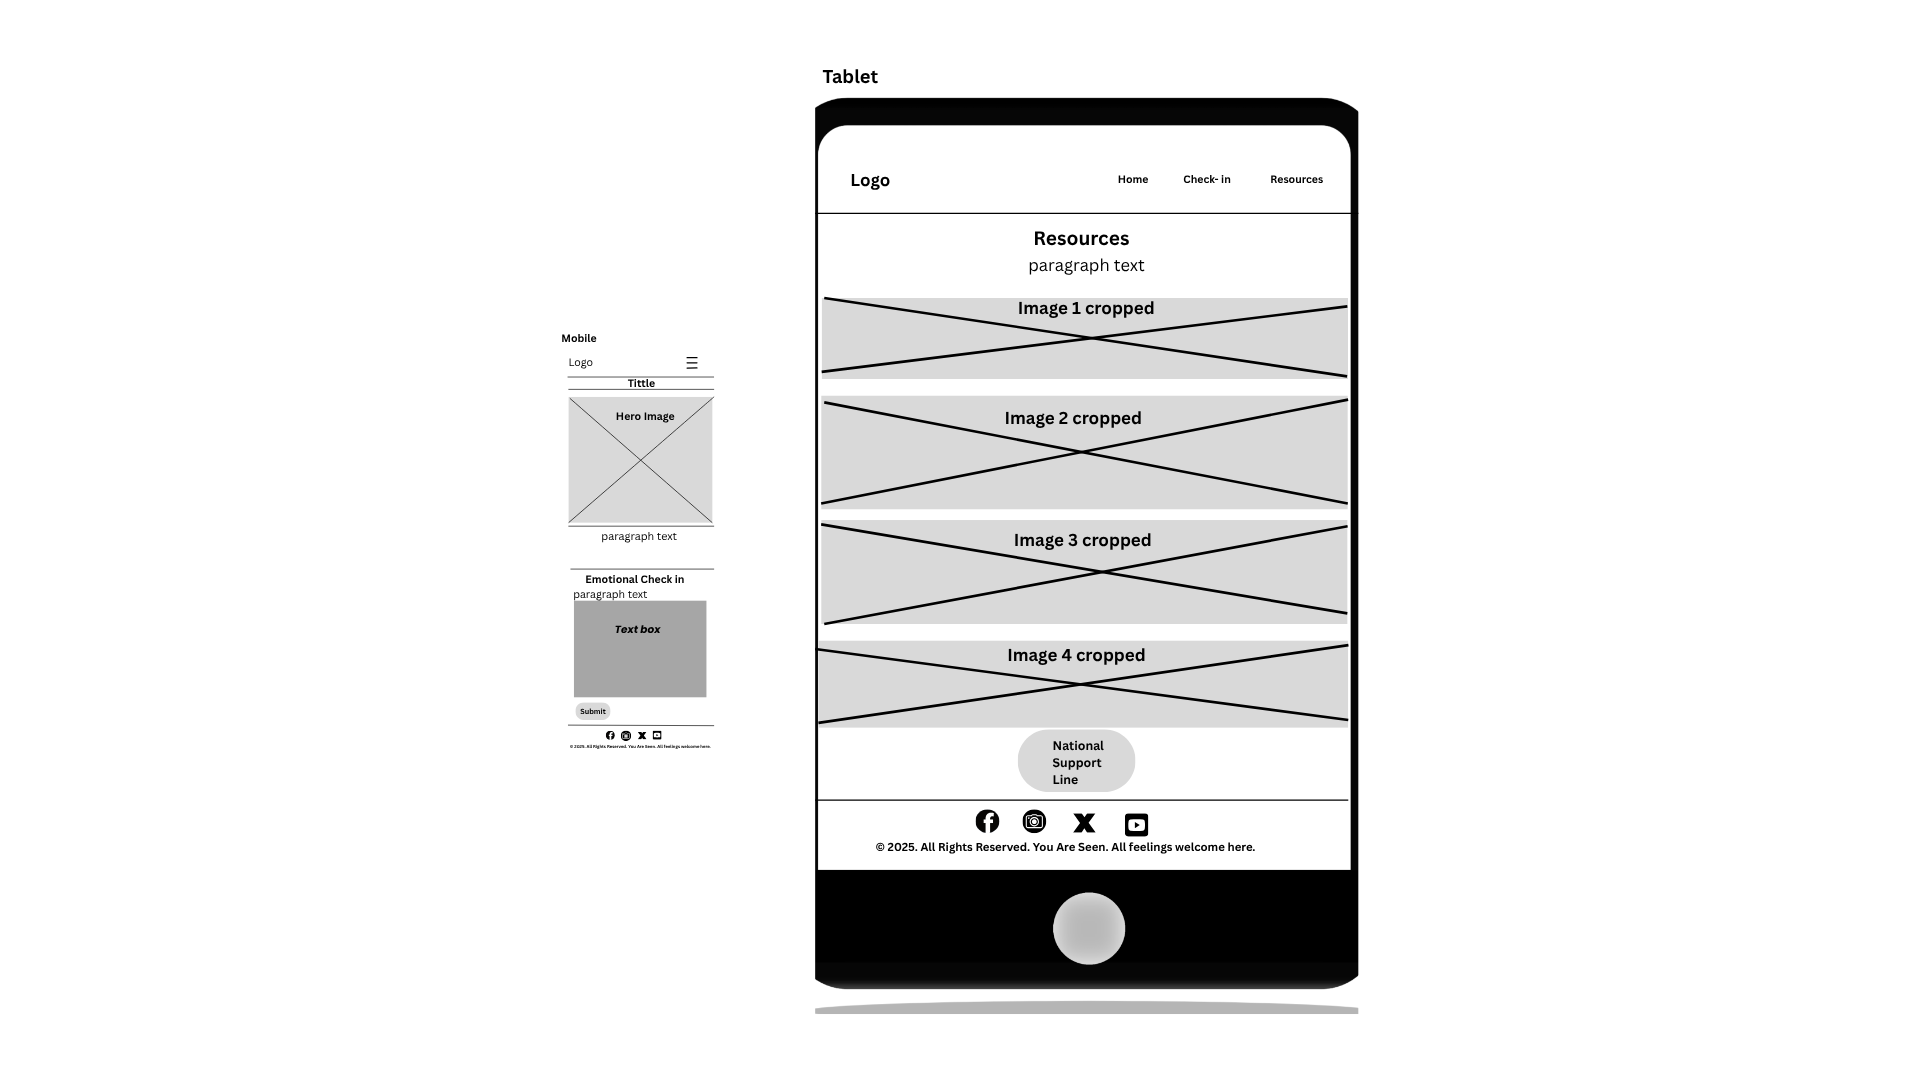 Mobile
Logo
Tittle
Hero Image
paragraph text
Emotional Check in
paragraph text
Text box
Submit
© 2025. All Rights Reserved. You Are Seen. All feelings welcome here.
Tablet
Logo
Home Check- in Resources
Resources
paragraph text
Image 1 cropped
Image 2 cropped
Image 3 cropped
Image 4 cropped
National
Support
Line
© 2025. All Rights Reserved. You Are Seen. All feelings welcome here.